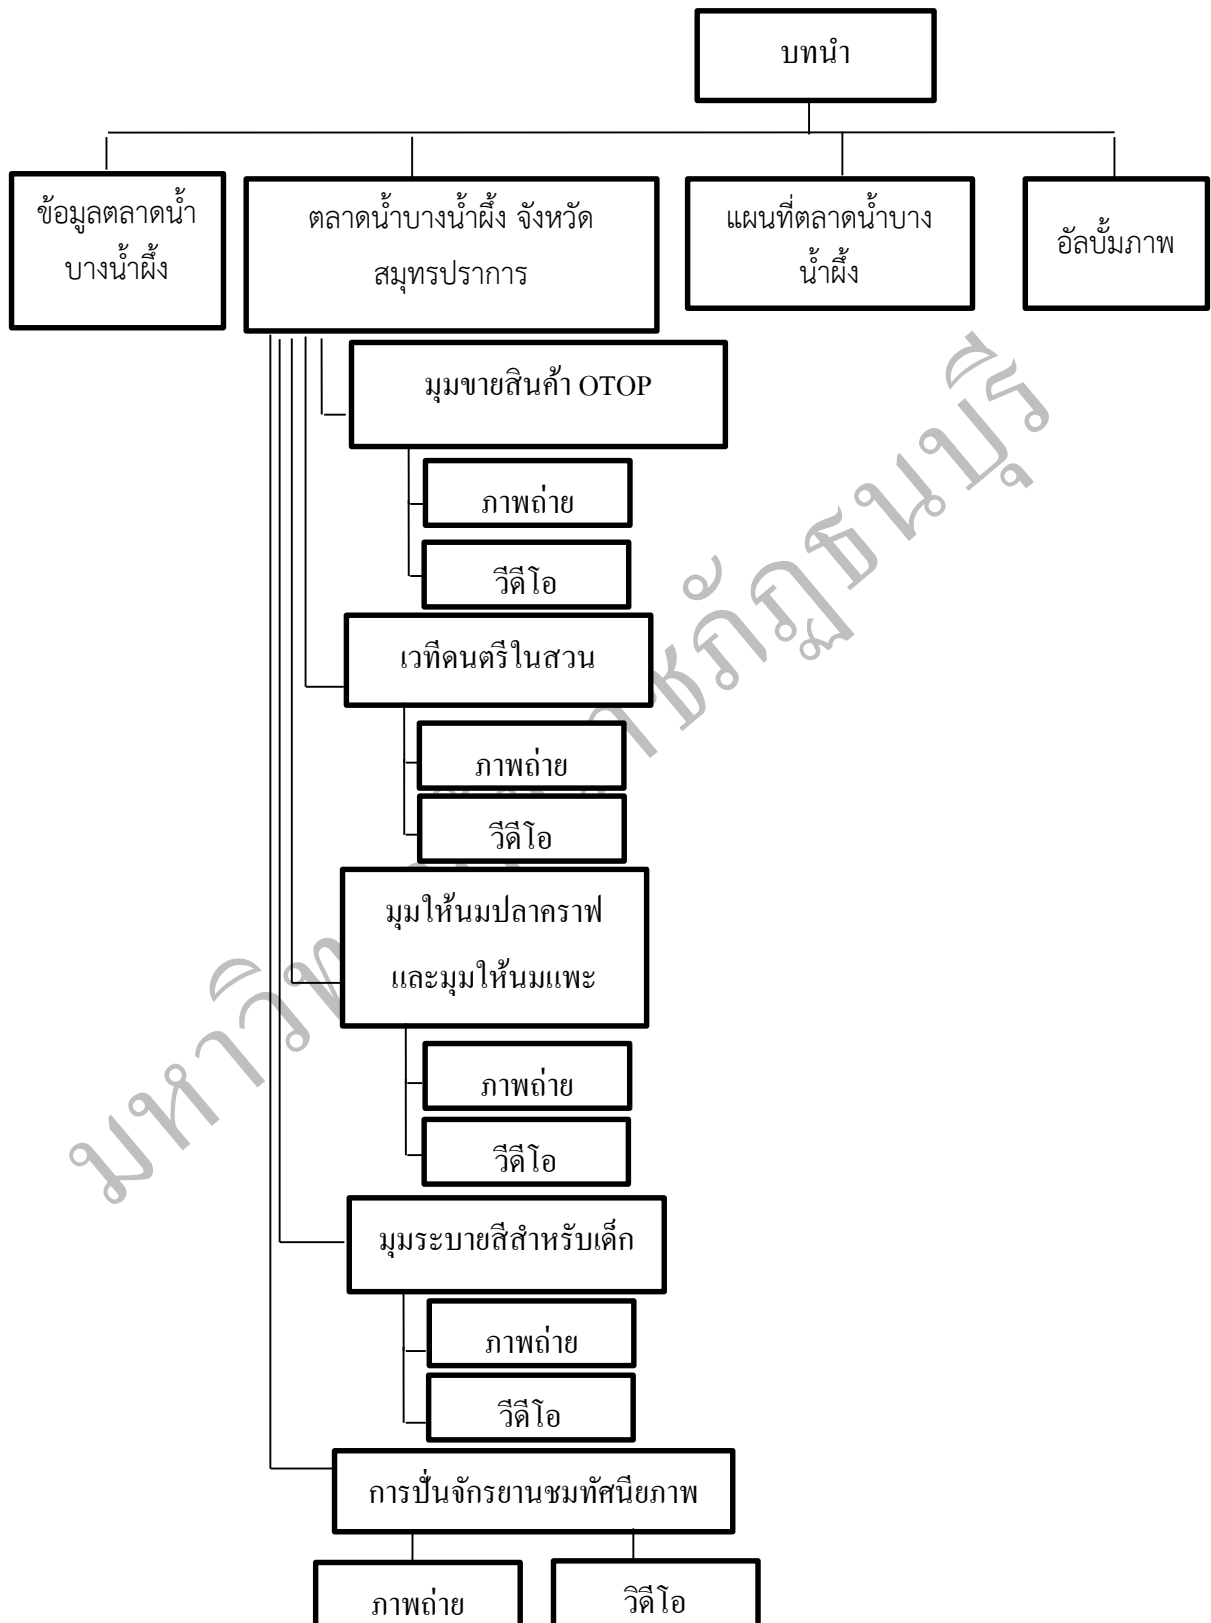 บทนำ
ข้อมูลตลาดน้ำ
บางน้ำผึ้ง
ตลาดน้ำบางน้ำผึ้ง จังหวัด
สมุทรปราการ
แผนที่ตลาดน้ำบาง
น้ำผึ้ง
อัลบั้มภาพ
มุมขายสินค้า OTOP
ภาพถ่าย
วีดีโอ
เวทีดนตรีในสวน
ภาพถ่าย
วีดีโอ
มุมให้นมปลาคราฟ
และมุมให้นมแพะ
ภาพถ่าย
วีดีโอ
มุมระบายสีสำหรับเด็ก
ภาพถ่าย
วีดีโอ
การปั่นจักรยานชมทัศนียภาพ
ภาพถ่าย
วิดีโอ